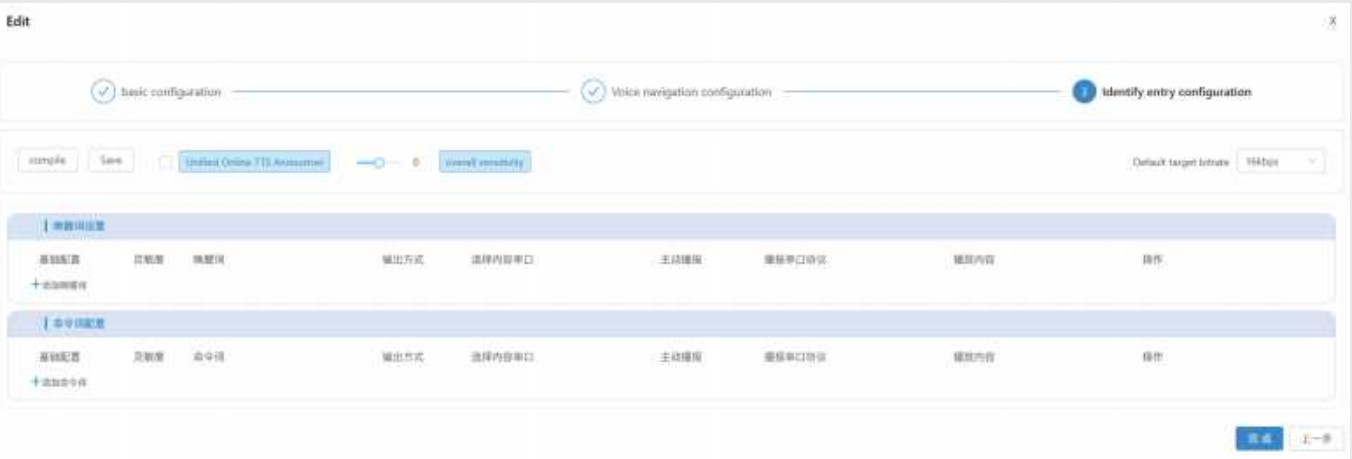 Edit X
basic configuration Voice navigation configuration 3 Identify entry configuration
compile Save Unified Online TTS 0 overall sensitivity Default target bitrate 16kbps
唤醒词设置
基础配置 灵敏度 唤醒词 输出方式 选择内容串口 主动播报 播报串口协议 播放内容 操作
+添加唤醒词
命令词配置
基础配置 灵敏度 命令词 输出方式 选择内容串口 主动播报 播报串口协议 播放内容 操作
+添加命令词
完成 上一步